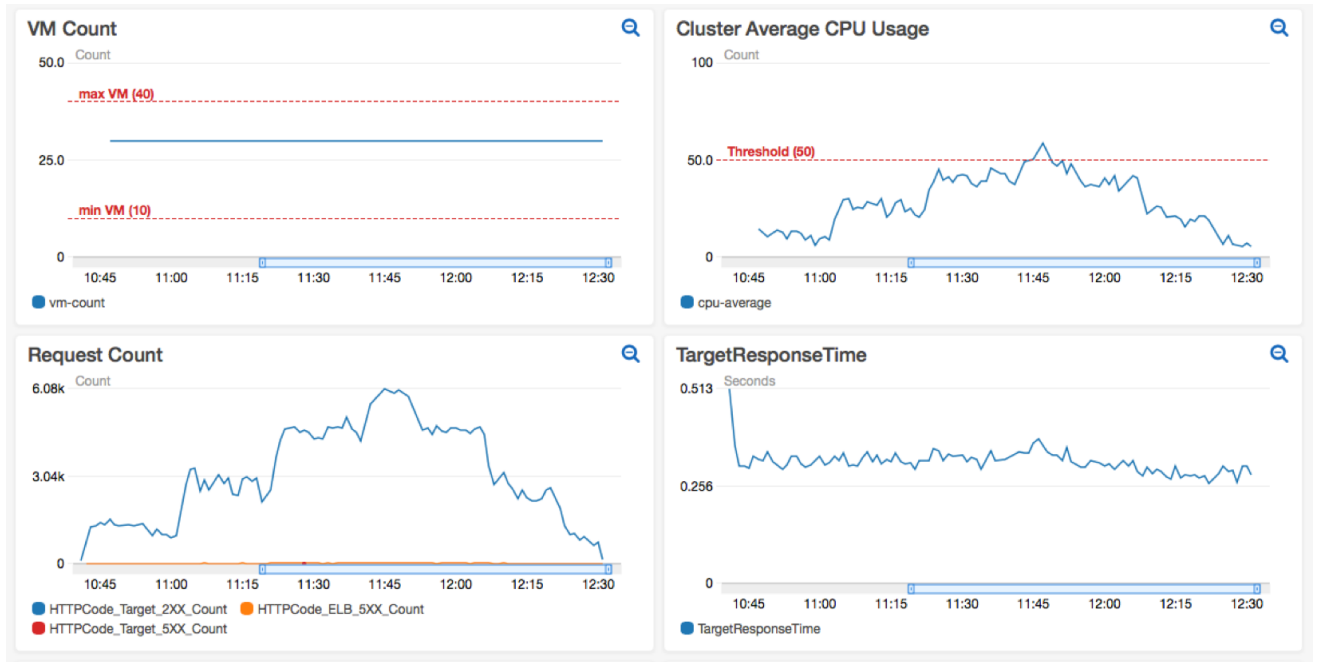 VM Count
Count
50.0
max VM (40)
25.0
min VM (10)
0
10:45 11:00 11:15 11:30 11:45 12:00 12:15 12:30
vm-count
Cluster Average CPU Usage
Count
100
Threshold (50)
50.0
0
10:45 11:00 11:15 11:30 11:45 12:00 12:15 12:30
cpu-average
Request Count
Count
6.08k
3.04k
0
10:45 11:00 11:15 11:30 11:45 12:00 12:15 12:30
HTTPCode_Target_2XX_Count HTTPCode_ELB_5XX_Count
HTTPCode_Target_5XX_Count
TargetResponseTime
Seconds
0.513
0.256
0
10:45 11:00 11:15 11:30 11:45 12:00 12:15 12:30
TargetResponseTime